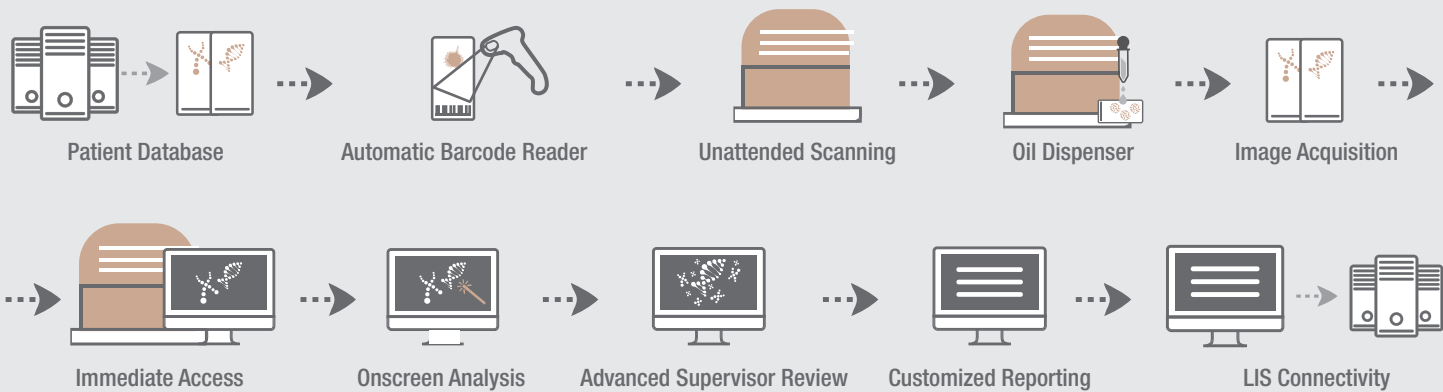 Patient Database
Automatic Barcode Reader
Unattended Scanning
Oil Dispenser
Image Acquisition
Immediate Access
Onscreen Analysis
Advanced Supervisor Review
Customized Reporting
LIS Connectivity